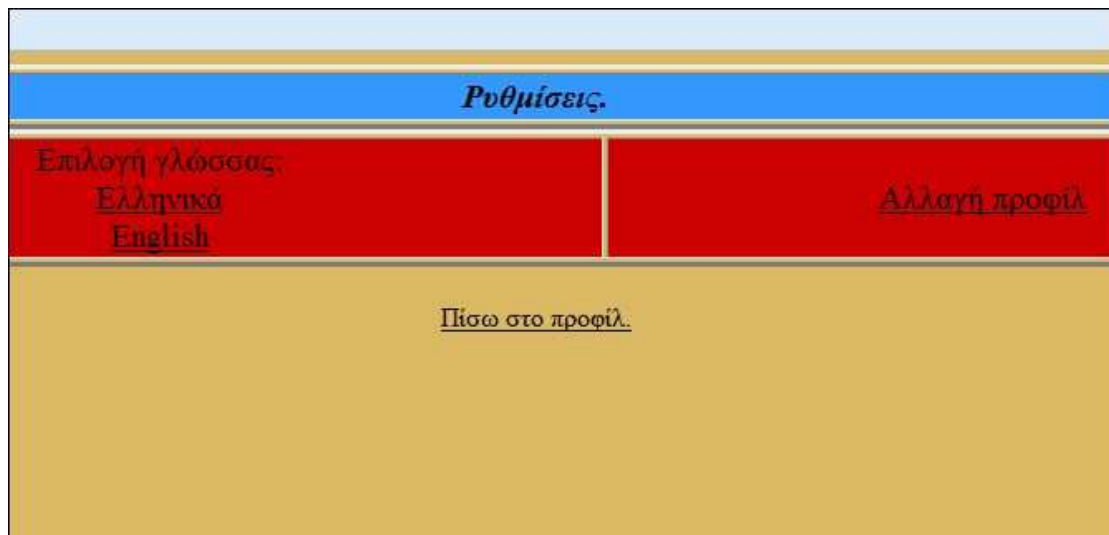 Ρυθμίσεις.
Επιλογή γλώσσας:
Ελληνικά
English
Αλλαγή προφίλ
Πίσω στο προφίλ.